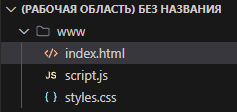 (РАБОЧАЯ ОБЛАСТЬ) БЕЗ НАЗВАНИЯ
www
<> index.html
JS script.js
{ } styles.css